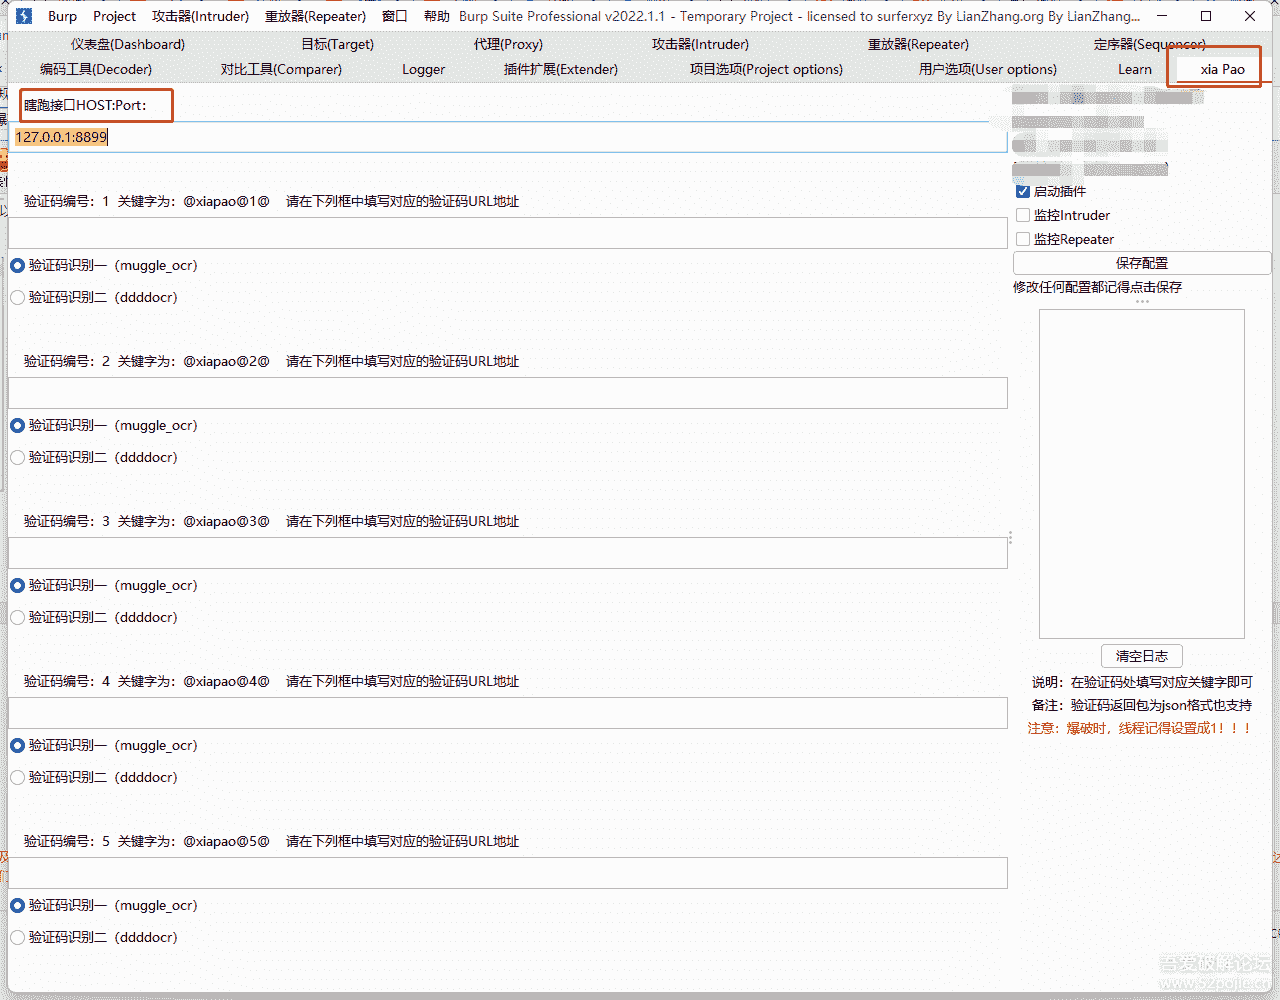 Burp Project 攻击器(Intruder) 重放器(Repeater) 窗口 帮助 Burp Suite Professional v2022.1.1 - Temporary Project - licensed to surferxyz By LianZhang.org By LianZhang...
仪表盘(Dashboard) 目标(Target) 代理(Proxy) 攻击器(Intruder) 重放器(Repeater) 定序器(Sequencer)
编码工具(Decoder) 对比工具(Comparer) Logger 插件扩展(Extender) 项目选项(Project options) 用户选项(User options) Learn xia Pao
瞎跑接口HOST:Port:
127.0.0.1:8899
验证码编号：1 关键字为：@xiapao@1@ 请在下列框中填写对应的验证码URL地址
验证码识别一（muggle_ocr）
验证码识别二（ddddocr）
验证码编号：2 关键字为：@xiapao@2@ 请在下列框中填写对应的验证码URL地址
验证码识别一（muggle_ocr）
验证码识别二（ddddocr）
验证码编号：3 关键字为：@xiapao@3@ 请在下列框中填写对应的验证码URL地址
验证码识别一（muggle_ocr）
验证码识别二（ddddocr）
验证码编号：4 关键字为：@xiapao@4@ 请在下列框中填写对应的验证码URL地址
验证码识别一（muggle_ocr）
验证码识别二（ddddocr）
验证码编号：5 关键字为：@xiapao@5@ 请在下列框中填写对应的验证码URL地址
验证码识别一（muggle_ocr）
验证码识别二（ddddocr）
启动插件
监控Intruder
监控Repeater
保存配置
修改任何配置都记得点击保存
清空日志
说明：在验证码处填写对应关键字即可
备注：验证码返回包为json格式也支持
注意：爆破时，线程记得设置成1！！！
吾爱破解论坛
www.52pojie.cn